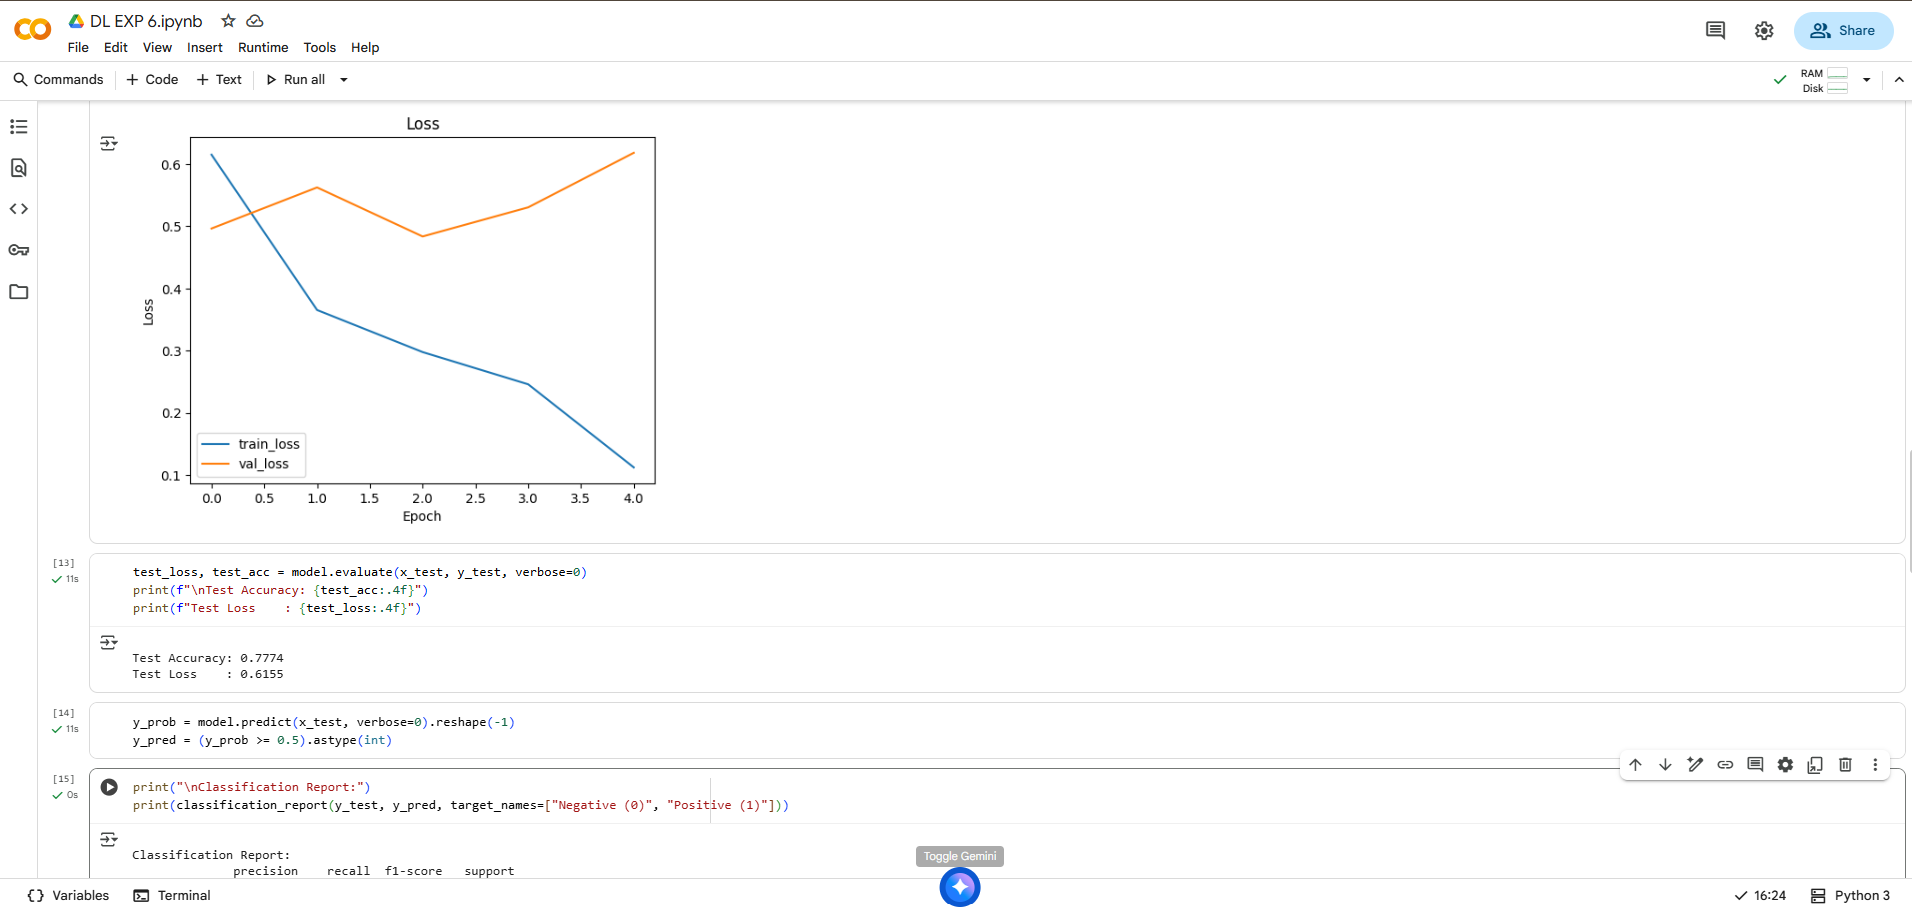 DL EXP 6.ipynb
File Edit View Insert Runtime Tools Help
Share
Commands + Code + Text Run all
RAM
Disk
Loss
0.6
0.5
0.4
0.3
0.2
0.1
Loss
train_loss
val_loss
0.0 0.5 1.0 1.5 2.0 2.5 3.0 3.5 4.0
Epoch
[13]
11s
test_loss, test_acc = model.evaluate(x_test, y_test, verbose=0)
print(f"\nTest Accuracy: {test_acc:.4f}")
print(f"Test Loss    : {test_loss:.4f}")
Test Accuracy: 0.7774
Test Loss    : 0.6155
[14]
11s
y_prob = model.predict(x_test, verbose=0).reshape(-1)
y_pred = (y_prob >= 0.5).astype(int)
[15]
0s
print("\nClassification Report:")
print(classification_report(y_test, y_pred, target_names=["Negative (0)", "Positive (1)"]))
Classification Report:
precision    recall  f1-score   support
Toggle Gemini
Variables Terminal
16:24 Python 3